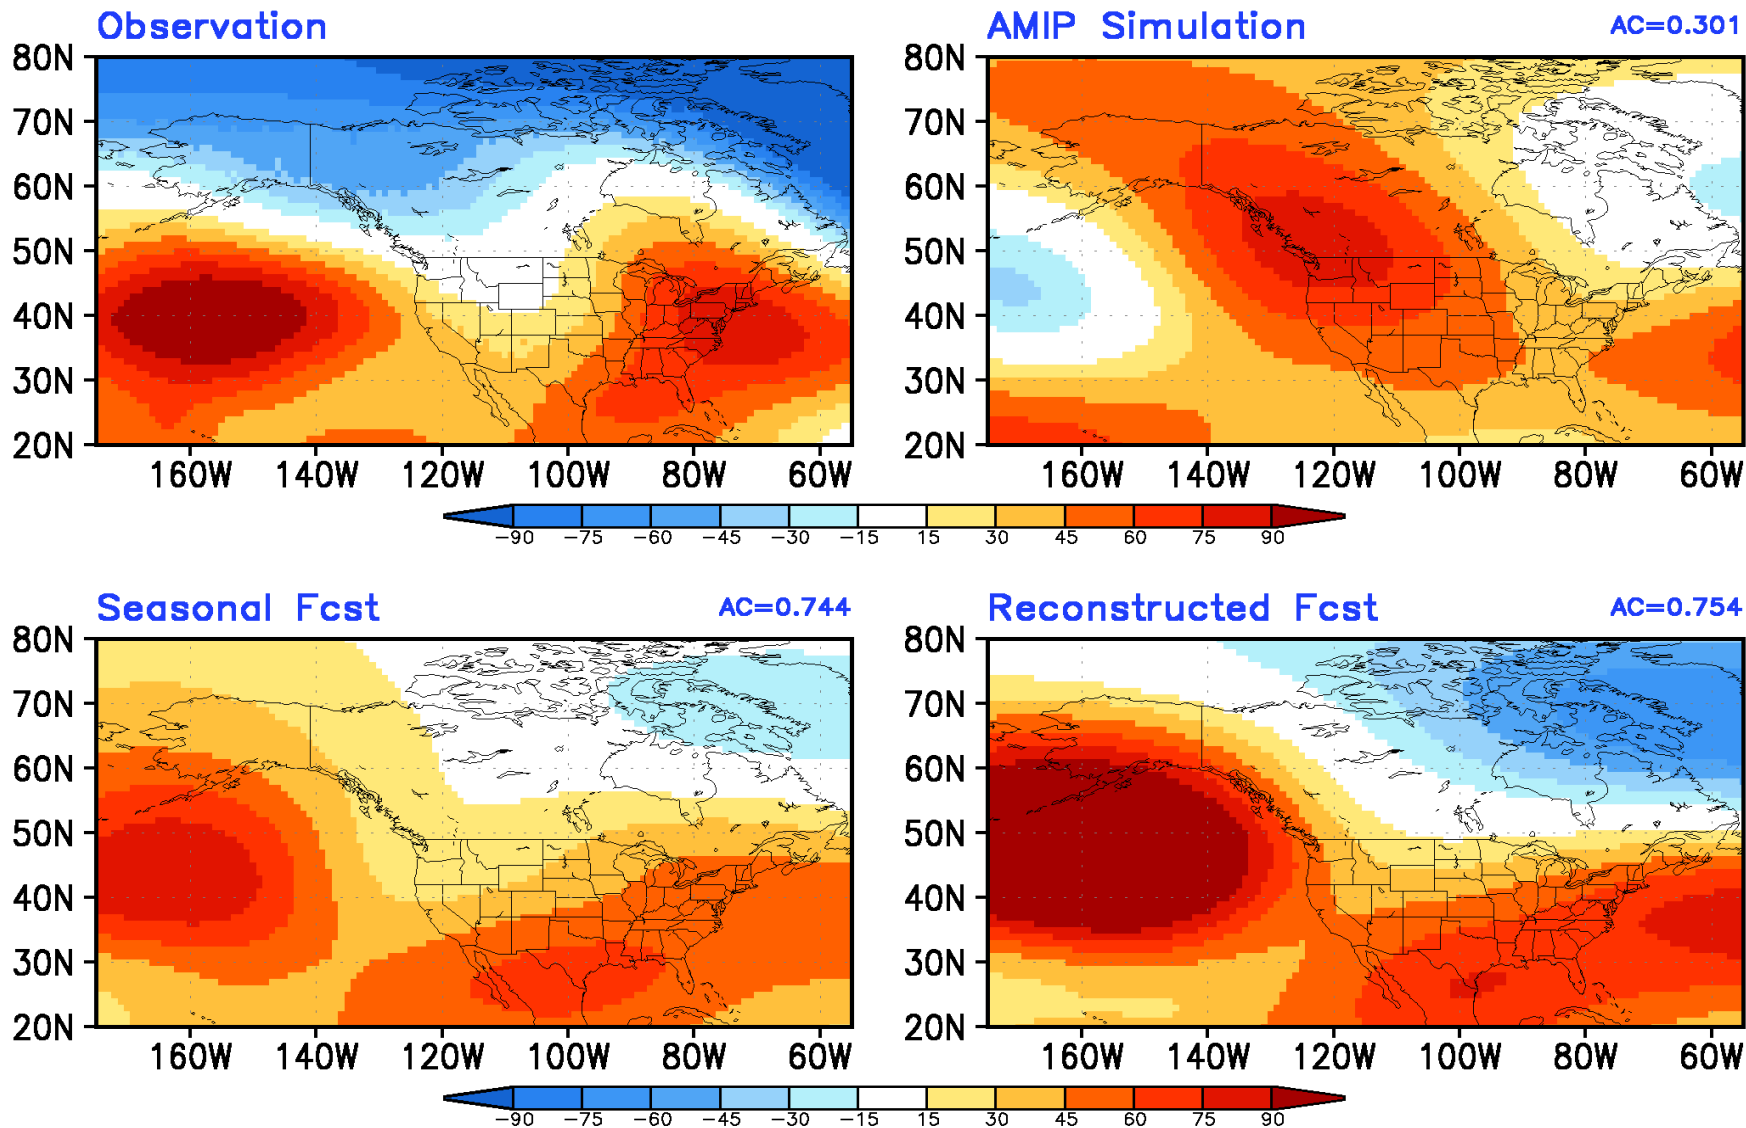 Observation
AMIP Simulation AC=0.301
80N 80N
70N 70N
60N 60N
50N 50N
40N 40N
30N 30N
20N 20N
160W 140W 120W 100W 80W 60W 160W 140W 120W 100W 80W 60W
−90 −75 −60 −45 −30 −15 15 30 45 60 75 90
Seasonal Fcst AC=0.744
Reconstructed Fcst AC=0.754
80N 80N
70N 70N
60N 60N
50N 50N
40N 40N
30N 30N
20N 20N
160W 140W 120W 100W 80W 60W 160W 140W 120W 100W 80W 60W
−90 −75 −60 −45 −30 −15 15 30 45 60 75 90